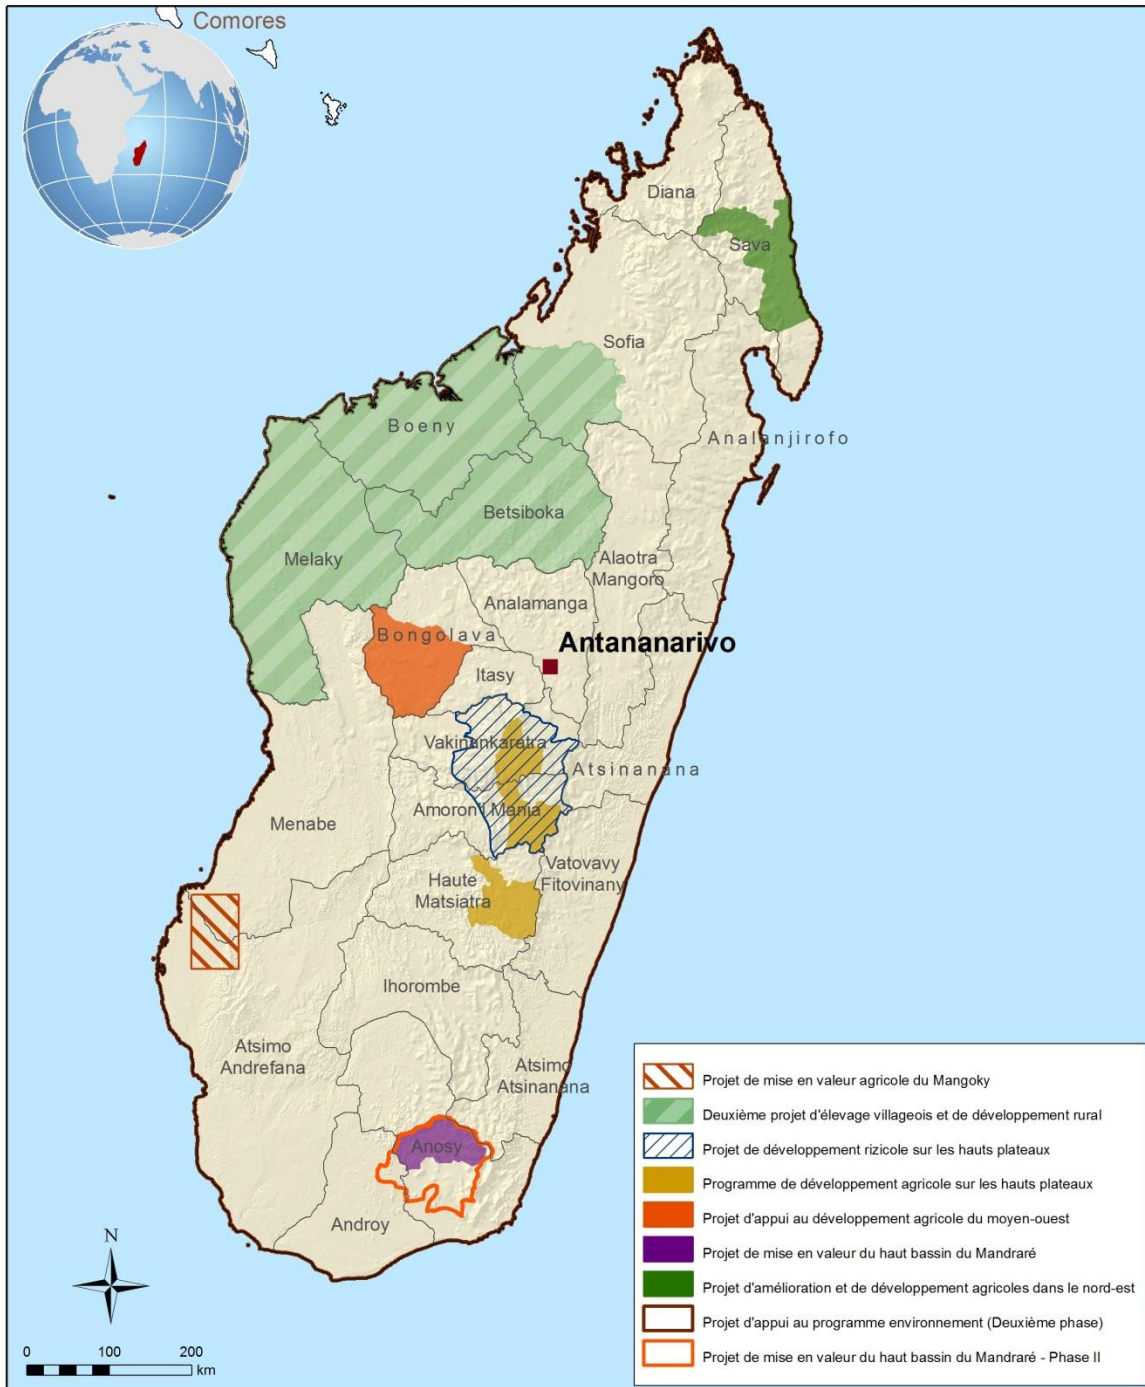 Comores
Diana
Sava
Sofia
Boeny
Analanjirofo
Betsiboka
Melaky
Alaotra
Mangoro
Analamanga
Bongolava
Antananarivo
Itasy
Vakinankaratra
Atsinanana
Amoron'i Mania
Menabe
Vatovavy
Fitovinany
Haute
Matsiatra
Ihorombe
Atsimo
Andrefana
Atsimo
Atsinanana
Anosy
Androy
N
0 100 200
km
Projet de mise en valeur agricole du Mangoky
Deuxième projet d'élevage villageois et de développement rural
Projet de développement rizicole sur les hauts plateaux
Programme de développement agricole sur les hauts plateaux
Projet d'appui au développement agricole du moyen-ouest
Projet de mise en valeur du haut bassin du Mandraré
Projet d'amélioration et de développement agricoles dans le nord-est
Projet d'appui au programme environnement (Deuxième phase)
Projet de mise en valeur du haut bassin du Mandraré - Phase II